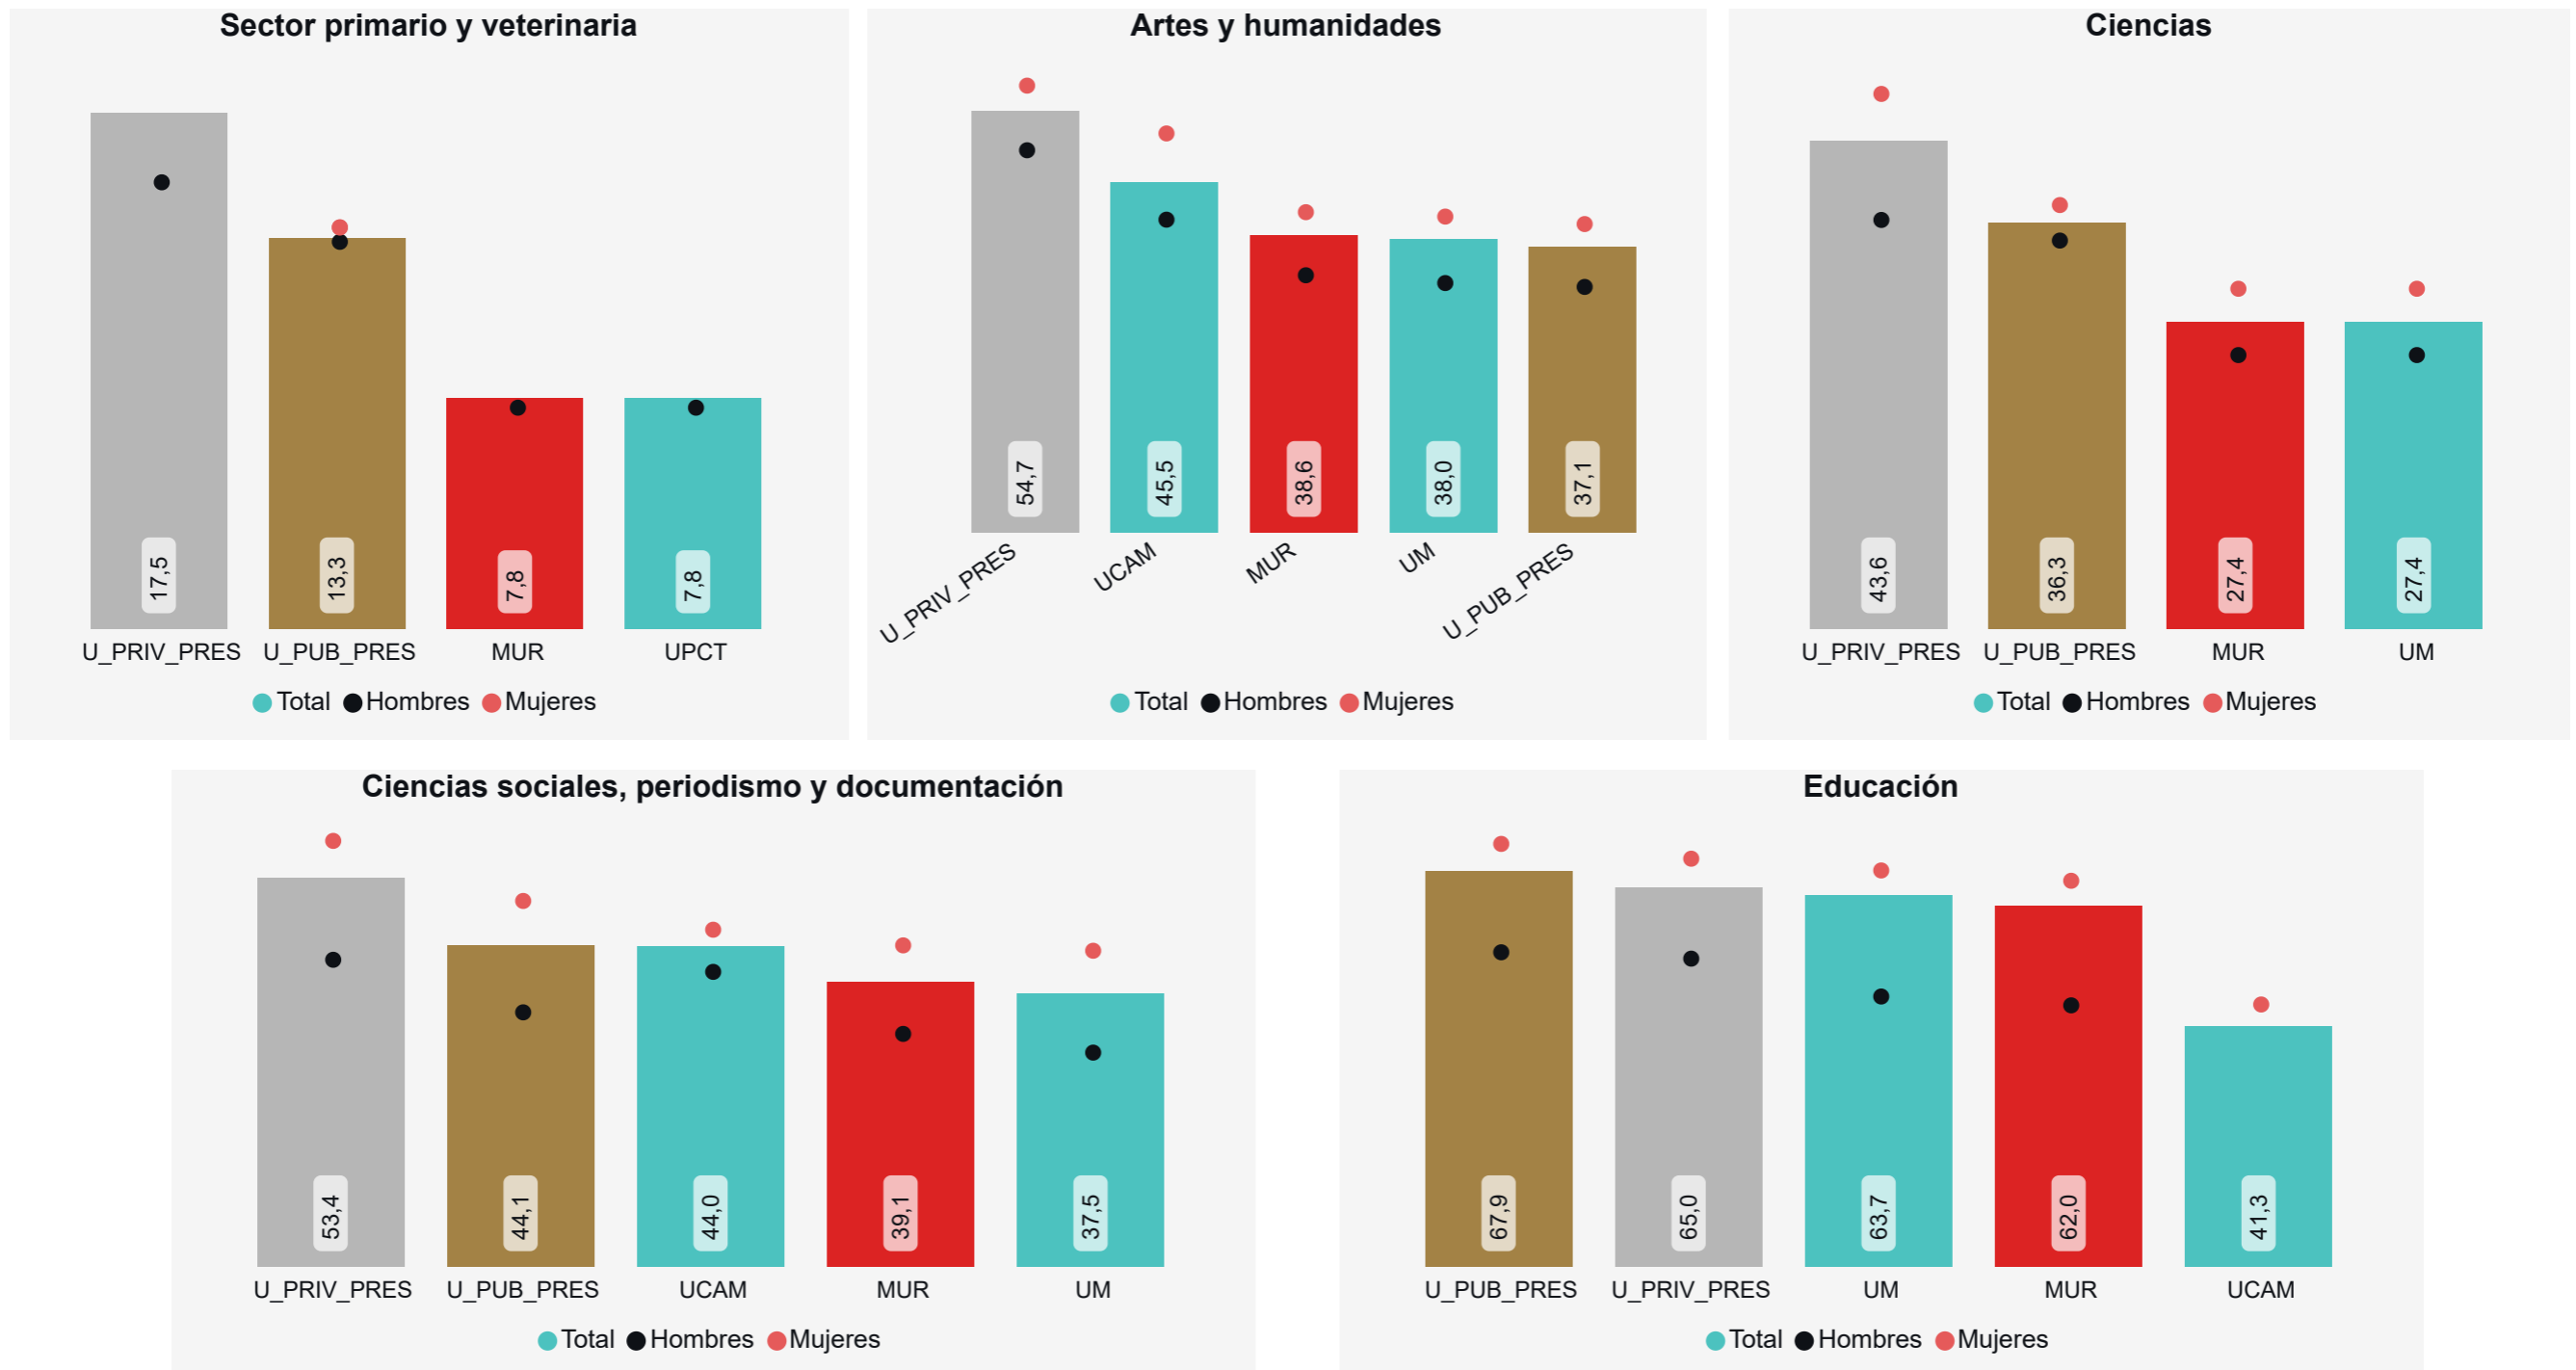 Sector primario y veterinaria
17,5
13,3
7,8
7,8
U_PRIV_PRES U_PUB_PRES MUR UPCT
Total Hombres Mujeres
Artes y humanidades
54,7
45,5
38,6
38,0
37,1
U_PRIV_PRES UCAM MUR UM U_PUB_PRES
Total Hombres Mujeres
Ciencias
43,6
36,3
27,4
27,4
U_PRIV_PRES U_PUB_PRES MUR UM
Total Hombres Mujeres
Ciencias sociales, periodismo y documentación
53,4
44,1
44,0
39,1
37,5
U_PRIV_PRES U_PUB_PRES UCAM MUR UM
Total Hombres Mujeres
Educación
67,9
65,0
63,7
62,0
41,3
U_PUB_PRES U_PRIV_PRES UM MUR UCAM
Total Hombres Mujeres